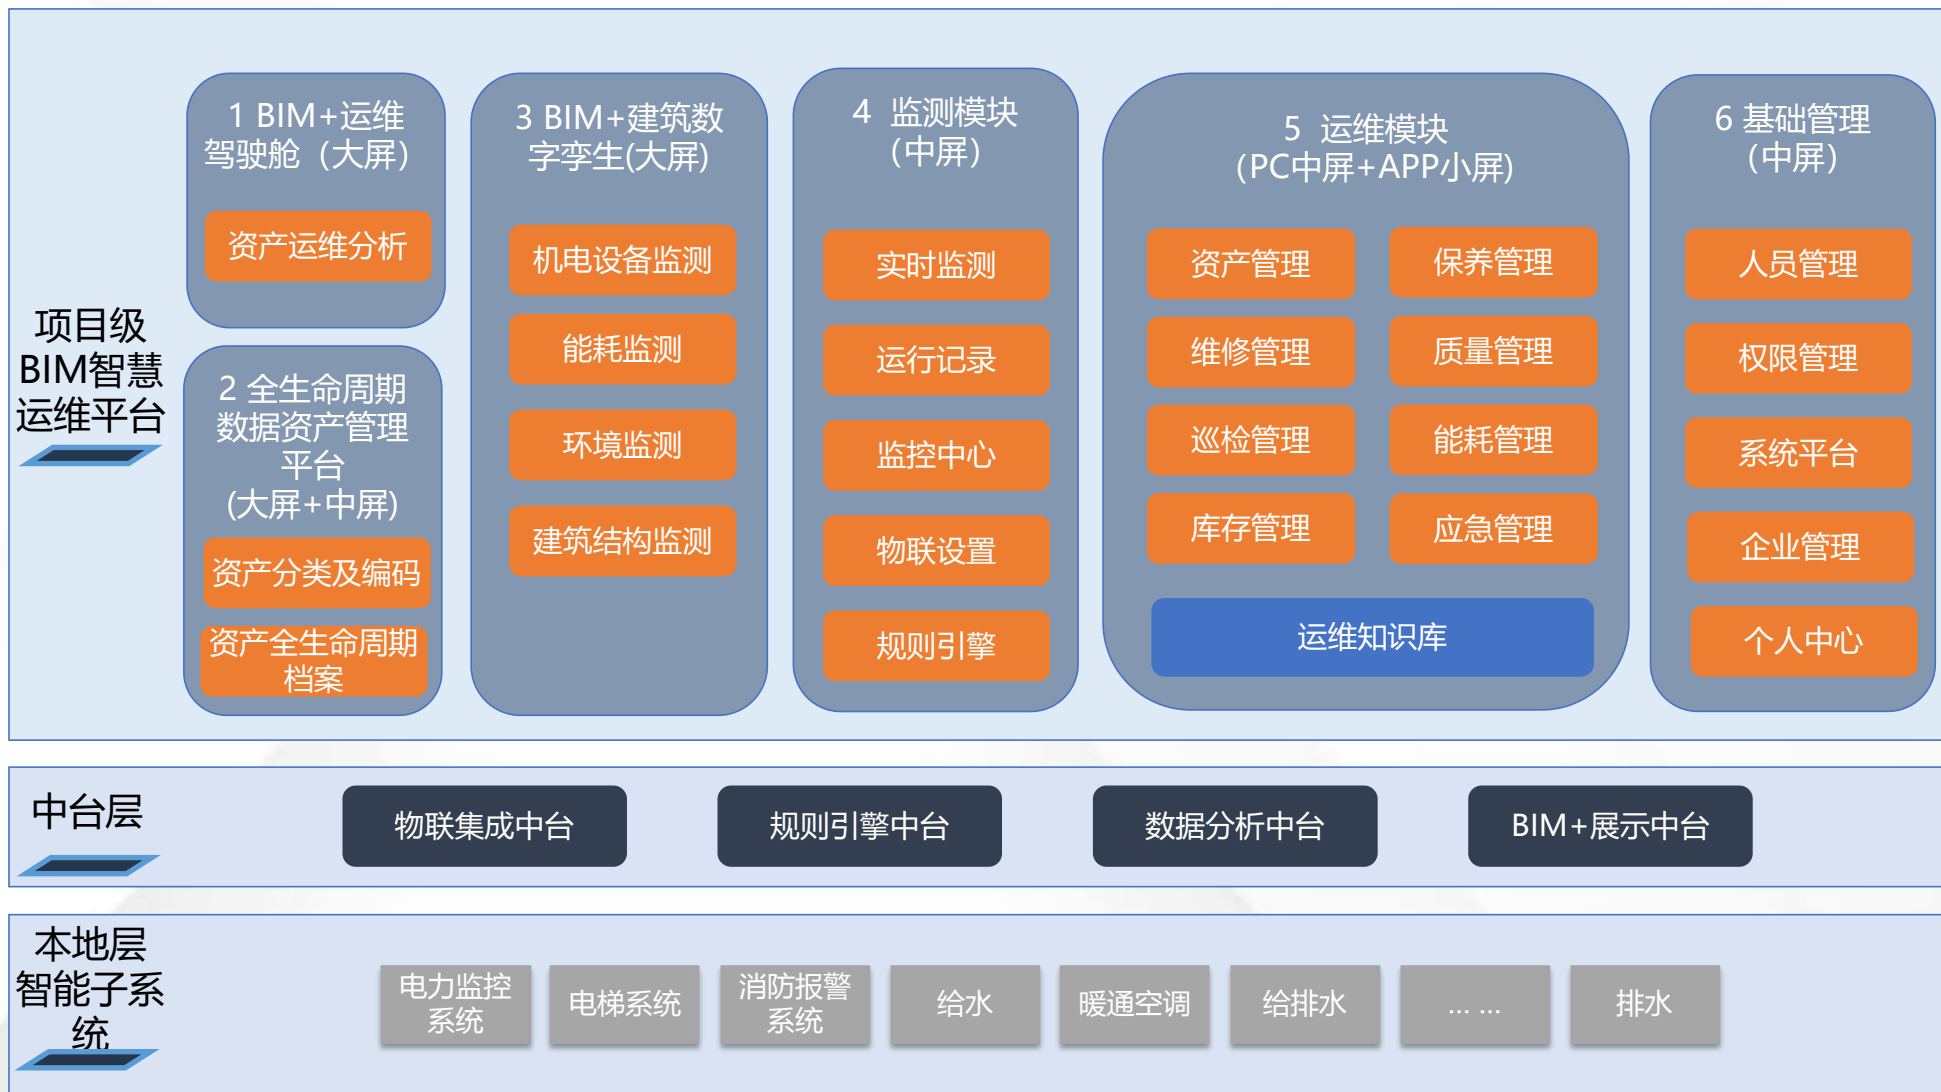 项目级
BIM智慧
运维平台
1 BIM+运维
驾驶舱（大屏）
资产运维分析
2 全生命周期
数据资产管理
平台
(大屏+中屏)
资产分类及编码
资产全生命周期
档案
3 BIM+建筑数
字孪生(大屏)
机电设备监测
能耗监测
环境监测
建筑结构监测
4 监测模块
（中屏）
实时监测
运行记录
监控中心
物联设置
规则引擎
5 运维模块
（PC中屏+APP小屏)
资产管理
保养管理
维修管理
质量管理
巡检管理
能耗管理
库存管理
应急管理
运维知识库
6 基础管理
（中屏）
人员管理
权限管理
系统平台
企业管理
个人中心
中台层
物联集成中台
规则引擎中台
数据分析中台
BIM+展示中台
本地层
智能子系
统
电力监控
系统
电梯系统
消防报警
系统
给水
暖通空调
给排水
... ...
排水